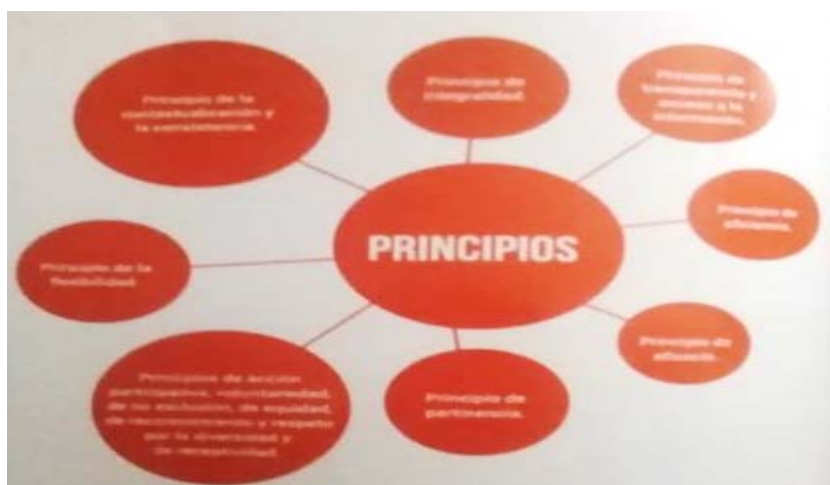 Principio de la
contextualización y
la consistencia.
Principio de
integralidad.
Principio de
transparencia y
acceso a la
información.
PRINCIPIOS
Principio de
eficiencia.
Principio de la
flexibilidad
Principio de
eficacia.
Principios de acción
participativa, voluntariedad,
de no exclusión, de equidad,
de reconocimiento y respeto
por la diversidad y
de receptividad.
Principio de
pertinencia.